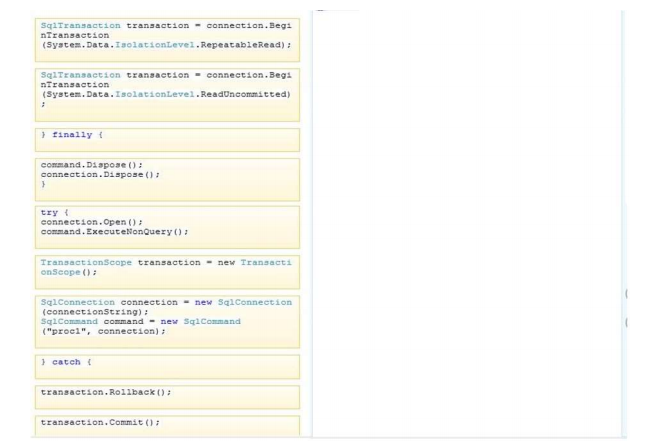 SqlTransaction transaction = connection.Begi
nTransaction
(System.Data.IsolationLevel.RepeatableRead);
SqlTransaction transaction = connection.Begi
nTransaction
(System.Data.IsolationLevel.ReadUncommitted)
;
} finally {
command.Dispose();
connection.Dispose();
}
try {
connection.Open();
command.ExecuteNonQuery();
TransactionScope transaction = new Transacti
onScope();
SqlConnection connection = new SqlConnection
(connectionString);
SqlCommand command = new SqlCommand
("proc1", connection);
} catch {
transaction.Rollback();
transaction.Commit();